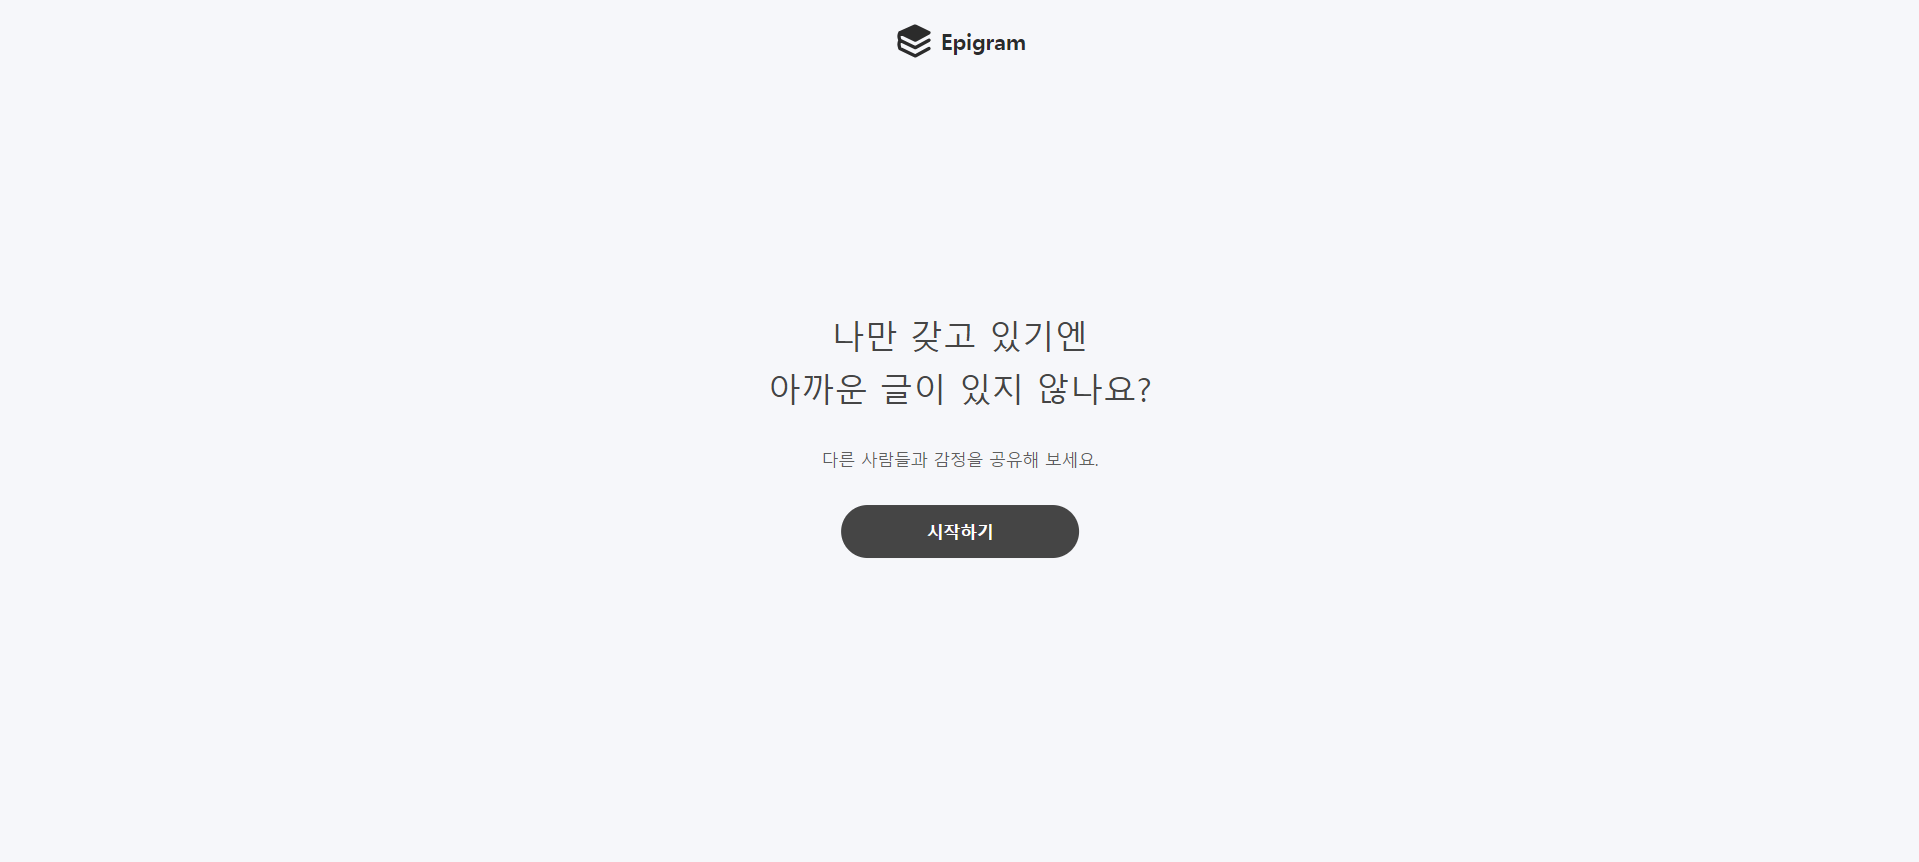 Epigram
나만 갖고 있기엔
아까운 글이 있지 않나요?
다른 사람들과 감정을 공유해 보세요.
시작하기